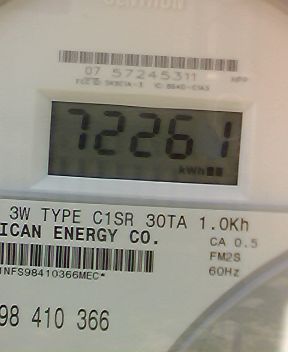 07 57245311
72261
kWh
3W TYPE C1SR 30TA 1.0Kh
ICAN ENERGY CO.
CA 0.5
FM2S
60Hz
1NFS98410366MEC*
98 410 366